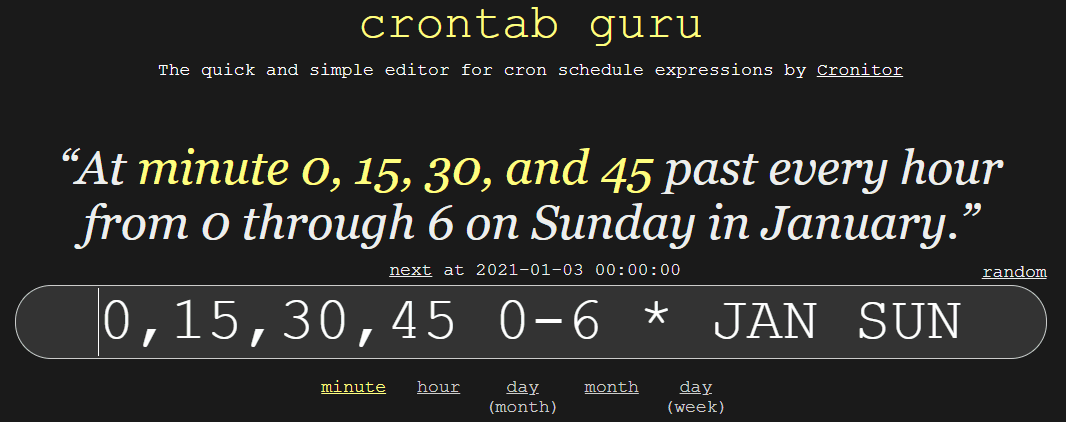 crontab guru
The quick and simple editor for cron schedule expressions by Cronitor
“At minute 0, 15, 30, and 45 past every hour
from 0 through 6 on Sunday in January.”
next at 2021-01-03 00:00:00
random
0,15,30,45 0-6 * JAN SUN
minute hour day month day
(month) (week)